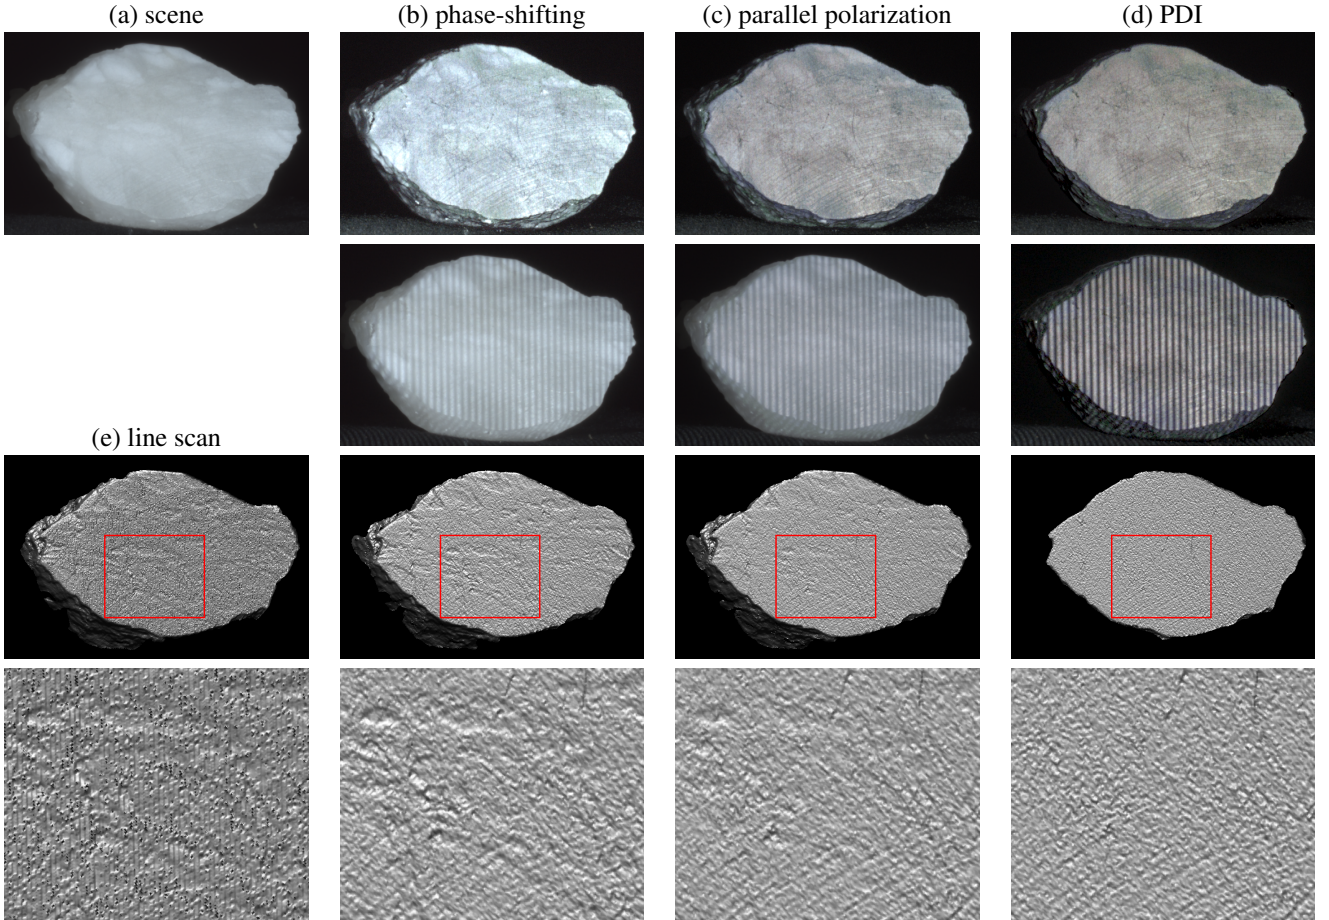 (a) scene
(b) phase-shifting
(c) parallel polarization
(d) PDI
(e) line scan